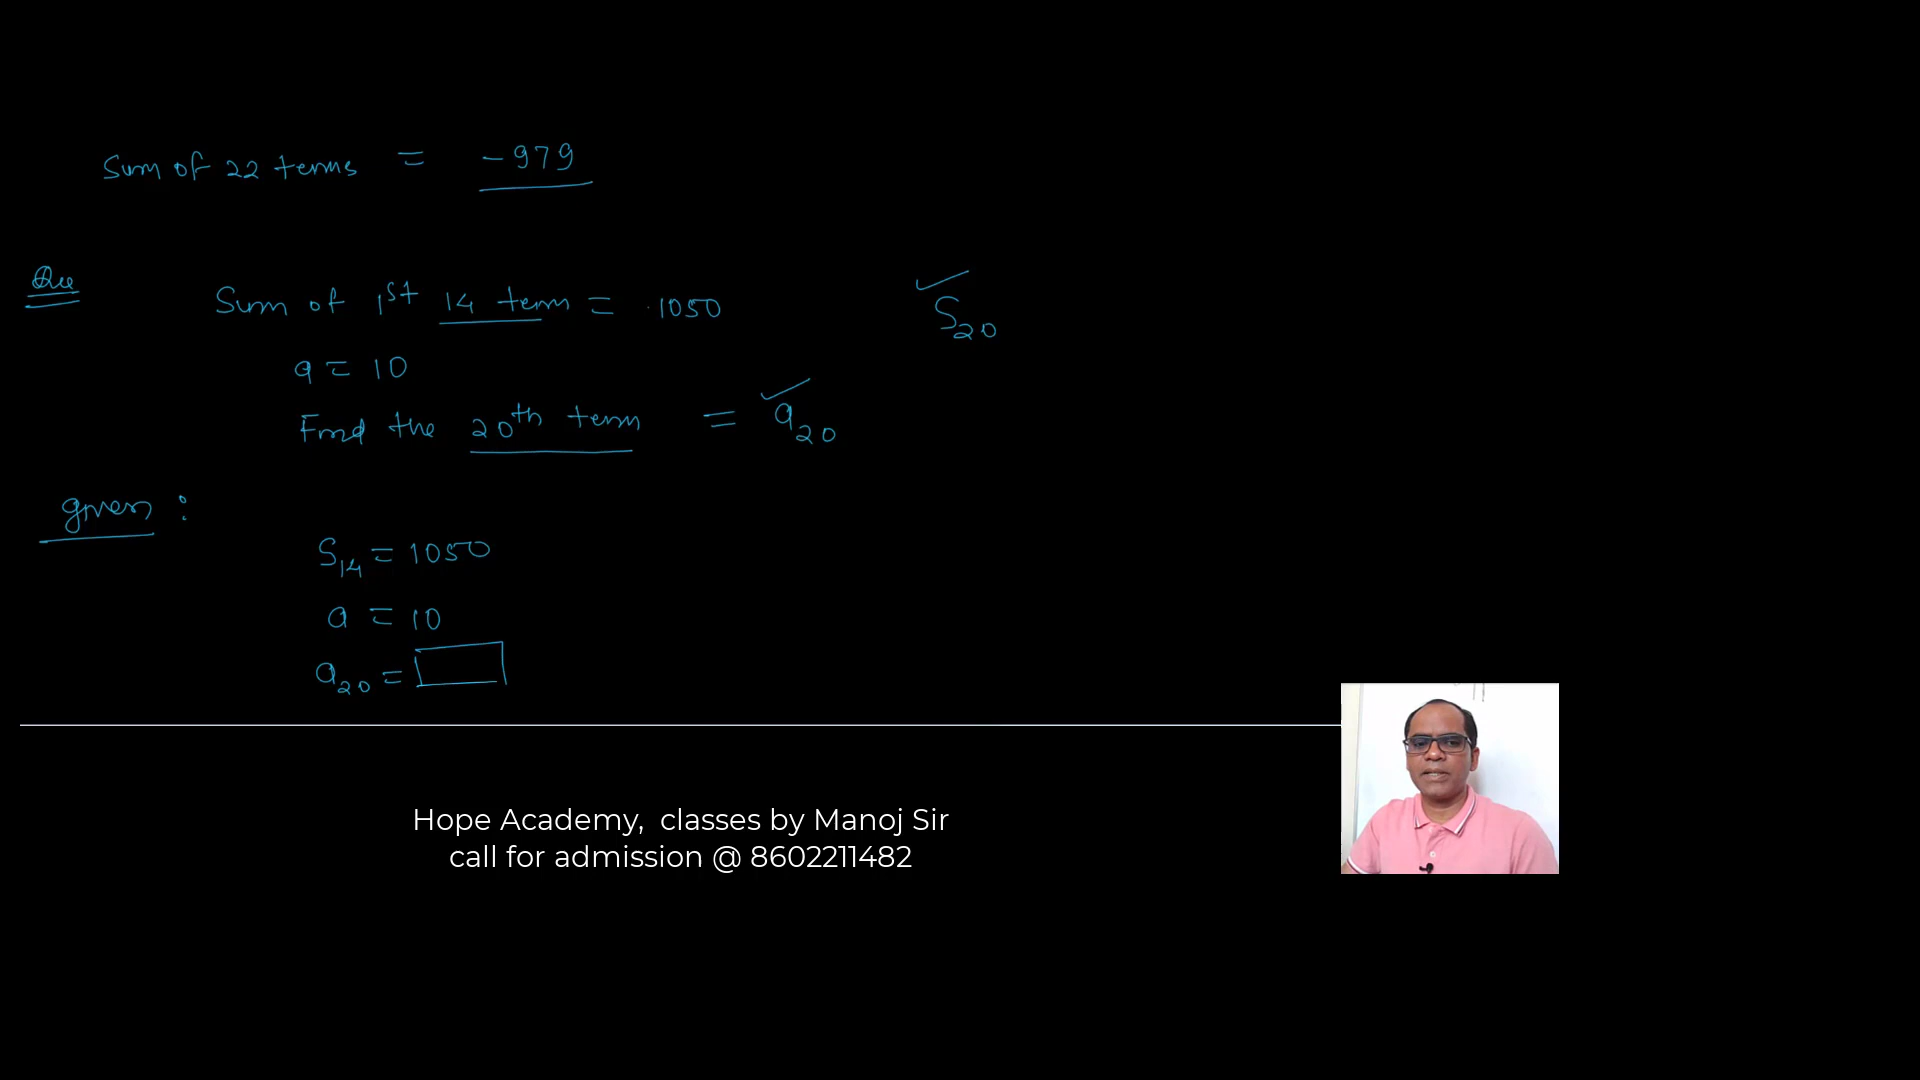 Sum of 22 terms = -979
Que
Sum of 1st 14 term = 1050
S20
a = 10
Find the 20th term = a20
given :
S14 = 1050
a = 10
a20 =
Hope Academy, classes by Manoj Sir
call for admission @ 8602211482